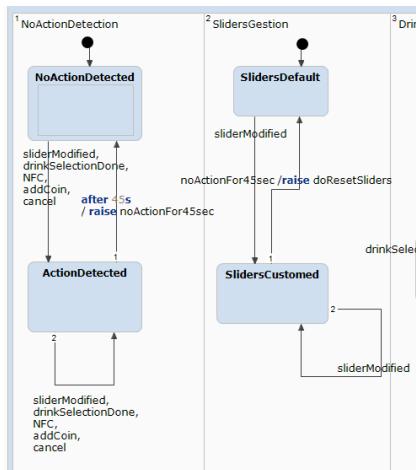 1 NoActionDetection
NoActionDetected
sliderModified,
drinkSelectionDone,
NFC,
addCoin,
cancel
after 45s
/ raise noActionFor45sec
1
ActionDetected
2
sliderModified,
drinkSelectionDone,
NFC,
addCoin,
cancel
2 SlidersGestion
SlidersDefault
sliderModified
noActionFor45sec /raise doResetSliders
1
SlidersCustomed
2
sliderModified
3 Drin
drinkSelec